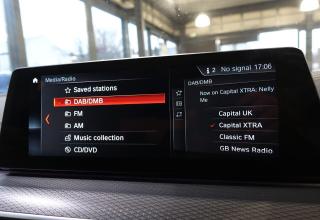 2 No signal 17:06
Media/Radio
Saved stations
DAB/DMB
FM
AM
Music collection
CD/DVD
DAB/DMB
Now on Capital XTRA: Nelly
Me
Capital UK
Capital XTRA
Classic FM
GB News Radio